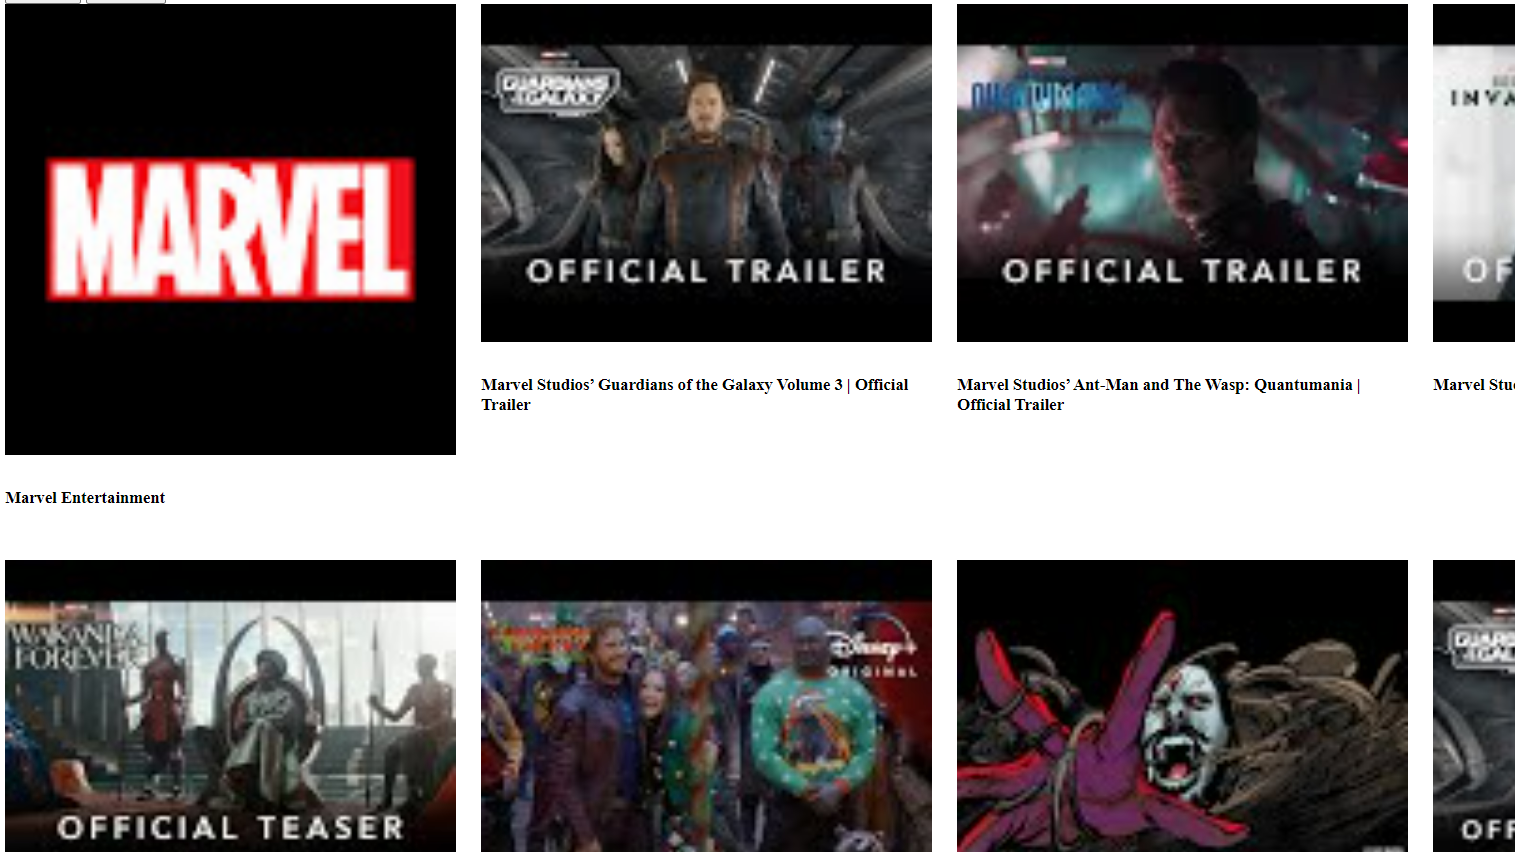 MARVEL
GUARDIANS
OF THE
GALAXY
OFFICIAL TRAILER
QUANTUMANIA
OFFICIAL TRAILER
INVA
OF
Marvel Studios’ Guardians of the Galaxy Volume 3 | Official
Trailer
Marvel Studios’ Ant-Man and The Wasp: Quantumania |
Official Trailer
Marvel Stu
Marvel Entertainment
WAKANDA
FOREVER
OFFICIAL TEASER
Disney+
ORIGINAL
GUARD
OFF